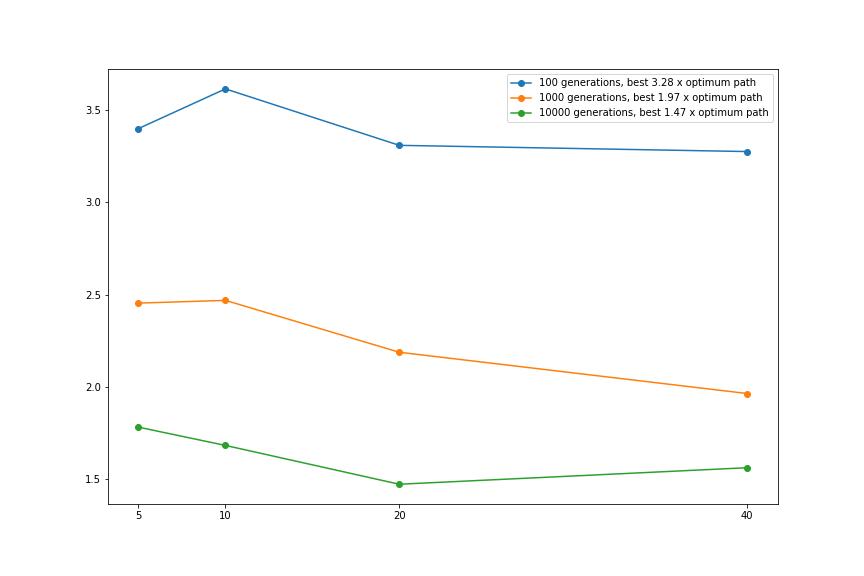 100 generations, best 3.28 x optimum path
1000 generations, best 1.97 x optimum path
10000 generations, best 1.47 x optimum path
3.5
3.0
2.5
2.0
1.5
5 10 20 40